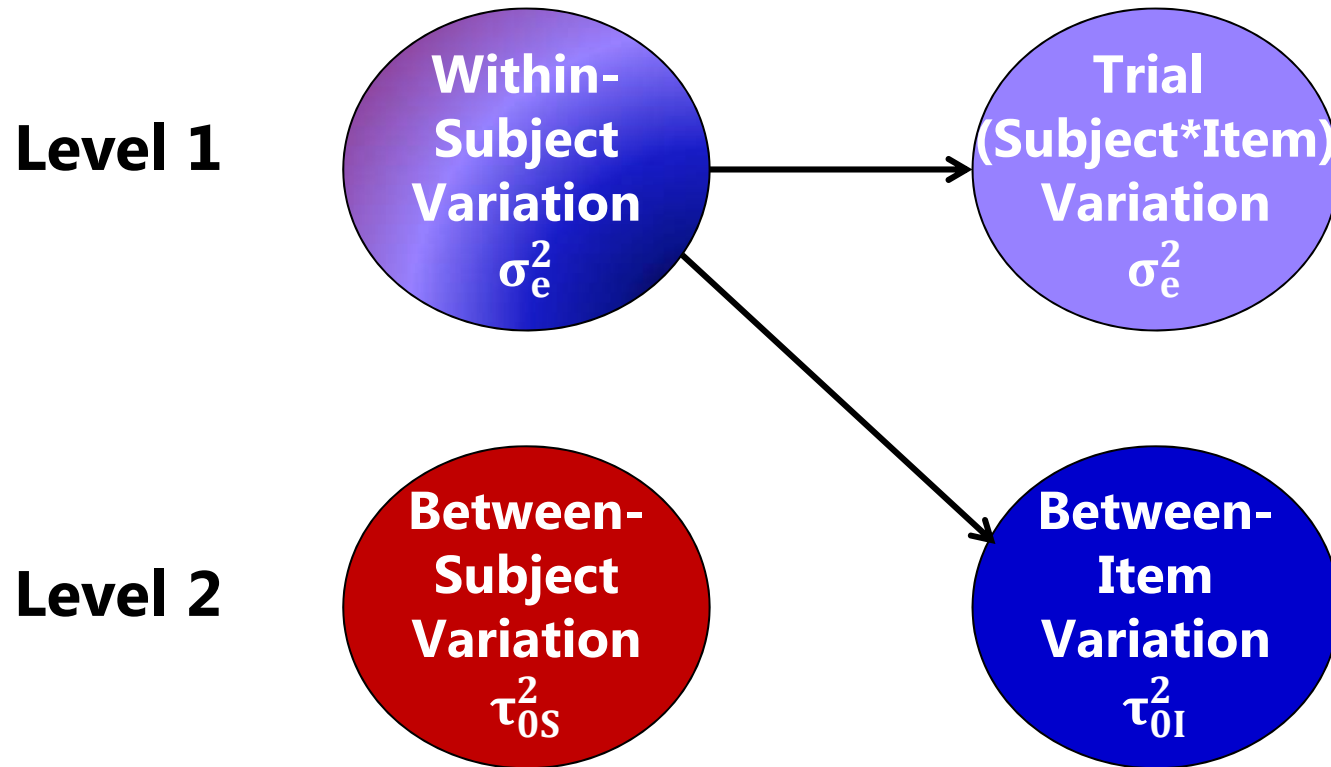 Level 1
Within-
Subject
Variation
σ²ₑ
Trial
(Subject*Item)
Variation
σ²ₑ
Level 2
Between-
Subject
Variation
τ²₀S
Between-
Item
Variation
τ²₀I